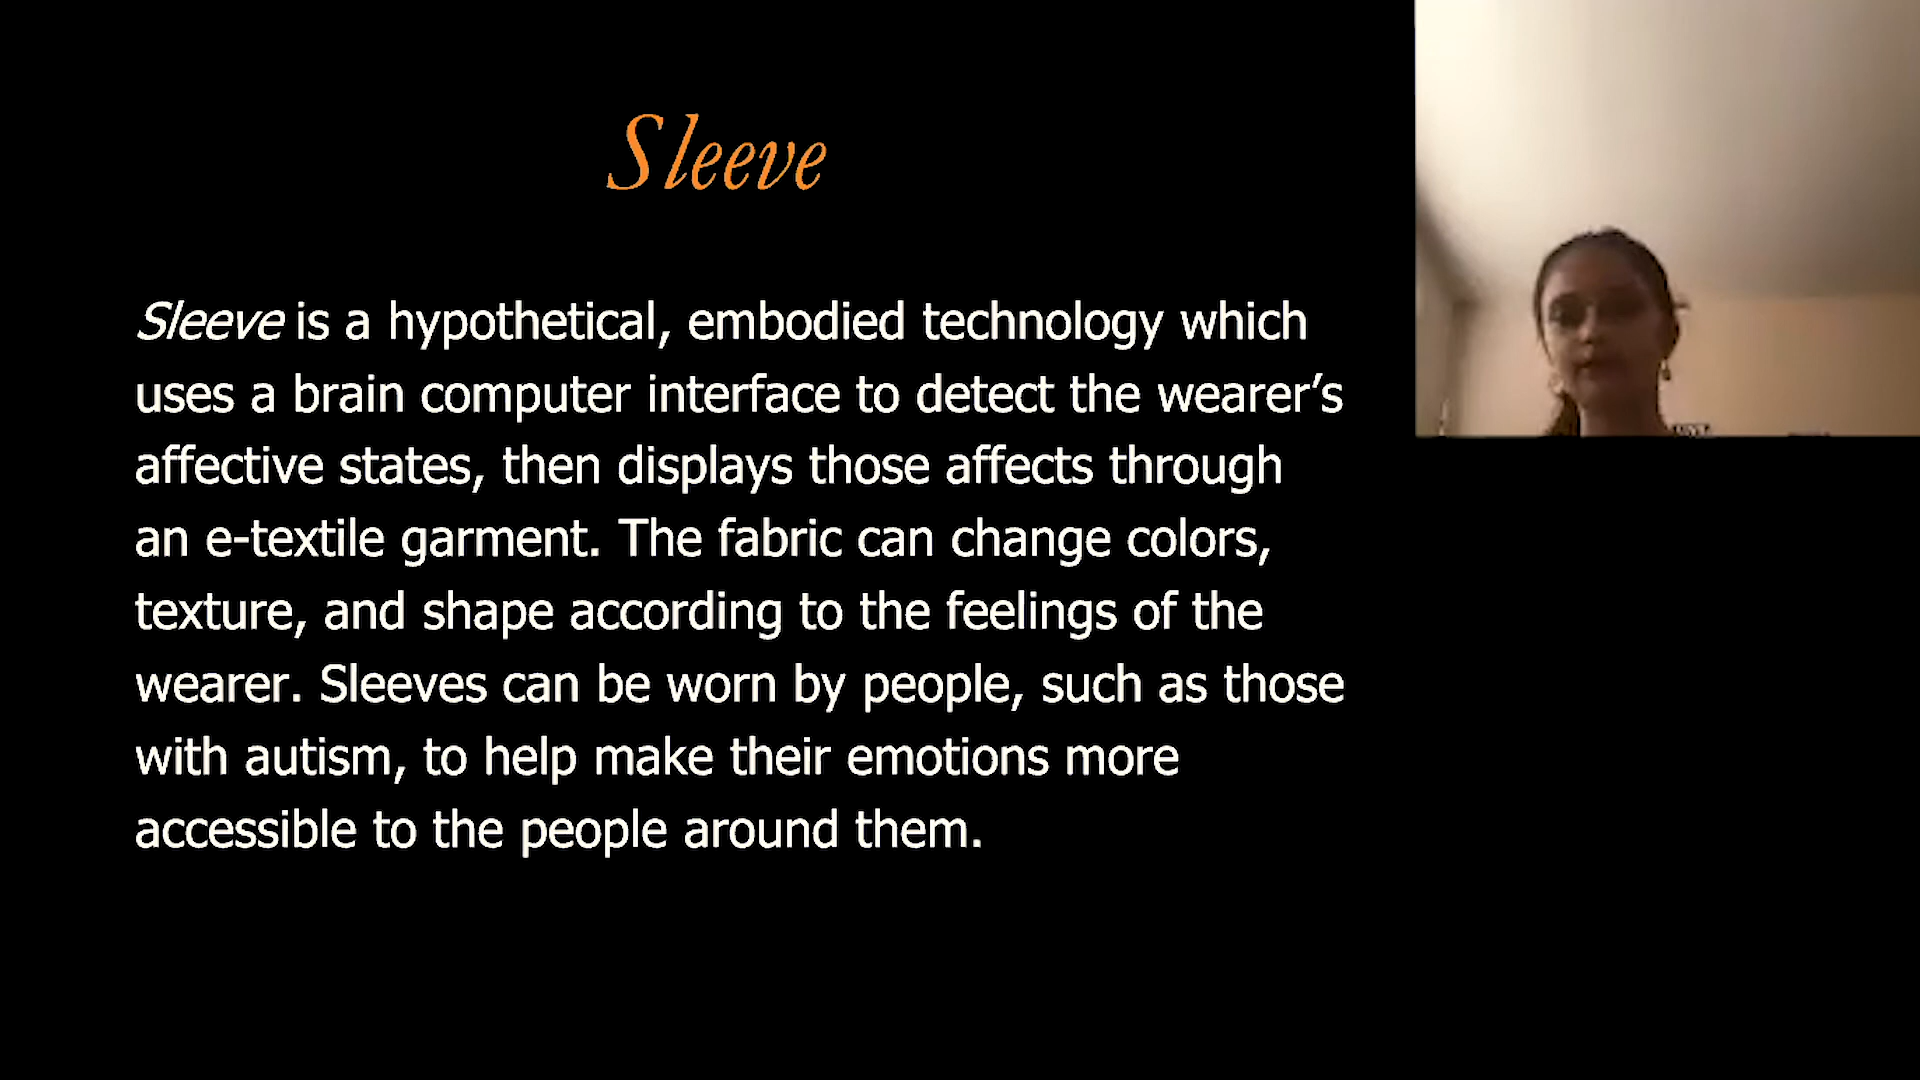 Sleeve
Sleeve is a hypothetical, embodied technology which
uses a brain computer interface to detect the wearer’s
affective states, then displays those affects through
an e-textile garment. The fabric can change colors,
texture, and shape according to the feelings of the
wearer. Sleeves can be worn by people, such as those
with autism, to help make their emotions more
accessible to the people around them.